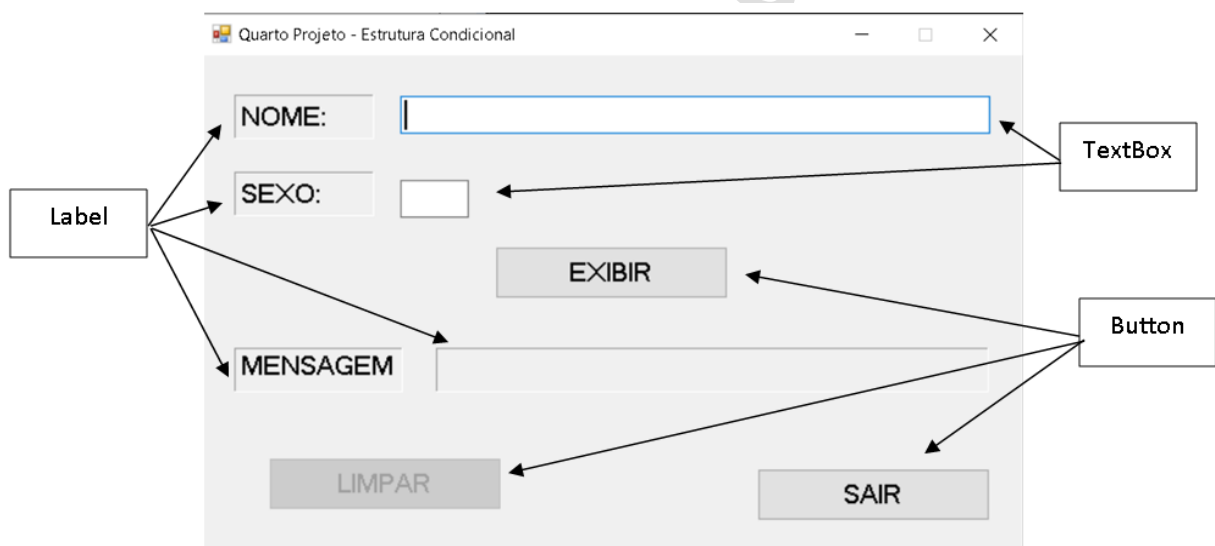 Quarto Projeto - Estrutura Condicional
NOME:
TextBox
SEXO:
Label
EXIBIR
Button
MENSAGEM
LIMPAR
SAIR